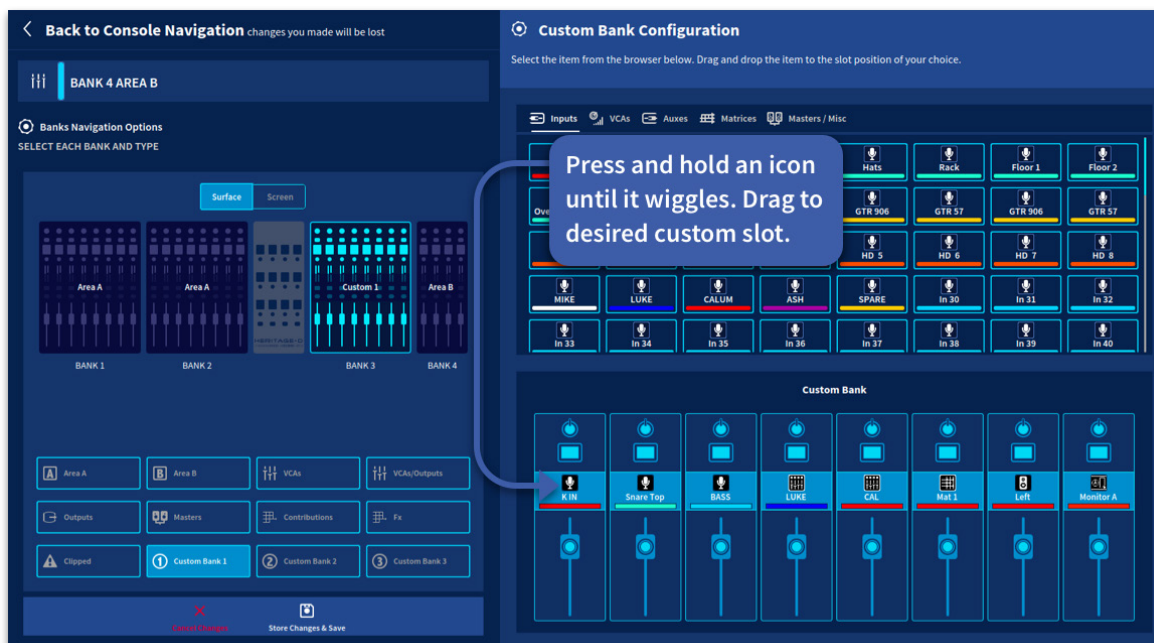 Back to Console Navigation changes you made will be lost
BANK 4 AREA B
Banks Navigation Options
SELECT EACH BANK AND TYPE
Surface Screen
Area A Area A Custom 1 Area B
BANK 1 BANK 2 BANK 3 BANK 4
A Area A B Area B VCAs VCAs/Outputs
Outputs Masters Contributions Fx
Clipped 1 Custom Bank 1 2 Custom Bank 2 3 Custom Bank 3
Cancel Changes Store Changes & Save
Custom Bank Configuration
Select the item from the browser below. Drag and drop the item to the slot position of your choice.
Inputs VCAs Auxes Matrices Masters / Misc
Press and hold an icon
until it wiggles. Drag to
desired custom slot.
Hats Rack Floor 1 Floor 2
GTR 906 GTR 57 GTR 906 GTR 57
HD 5 HD 6 HD 7 HD 8
MIKE LUKE CALUM ASH SPARE In 30 In 31 In 32
In 33 In 34 In 35 In 36 In 37 In 38 In 39 In 40
Custom Bank
K IN Snare Top BASS LUKE CAL Mat 1 Left Monitor A